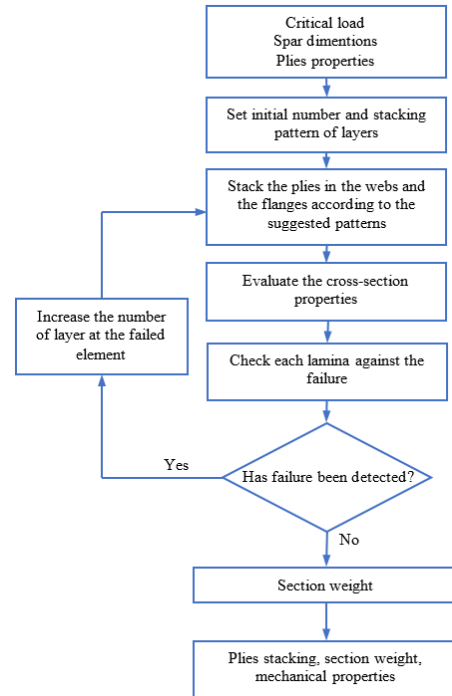 Critical load
Spar dimentions
Plies properties
Set initial number and stacking
pattern of layers
Stack the plies in the webs and
the flanges according to the
suggested patterns
Evaluate the cross-section
properties
Increase the number
of layer at the failed
element
Check each lamina against the
failure
Yes
Has failure been detected?
No
Section weight
Plies stacking, section weight,
mechanical properties